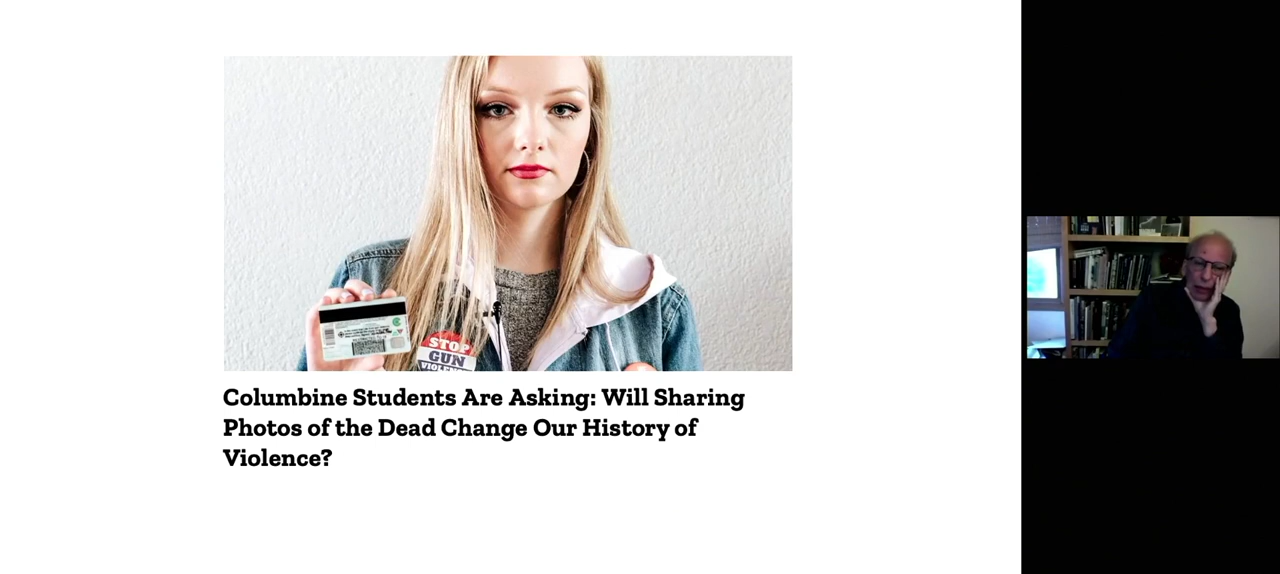 STOP
GUN
Columbine Students Are Asking: Will Sharing
Photos of the Dead Change Our History of
Violence?